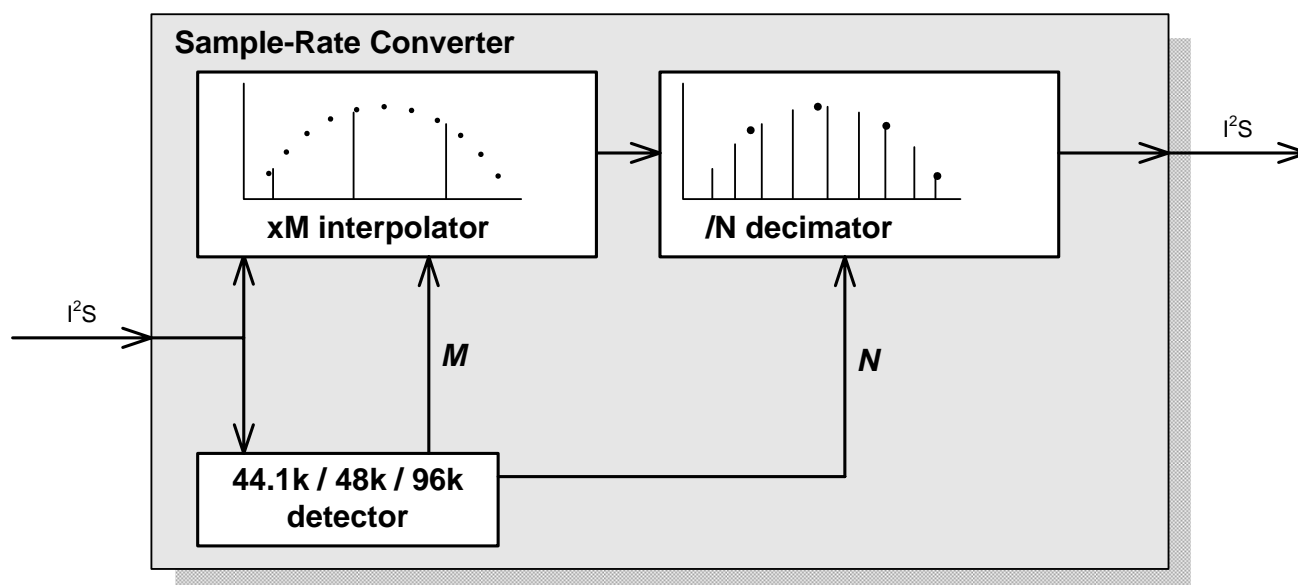 Sample-Rate Converter
xM interpolator
/N decimator
I²S
I²S
M
N
44.1k / 48k / 96k
detector